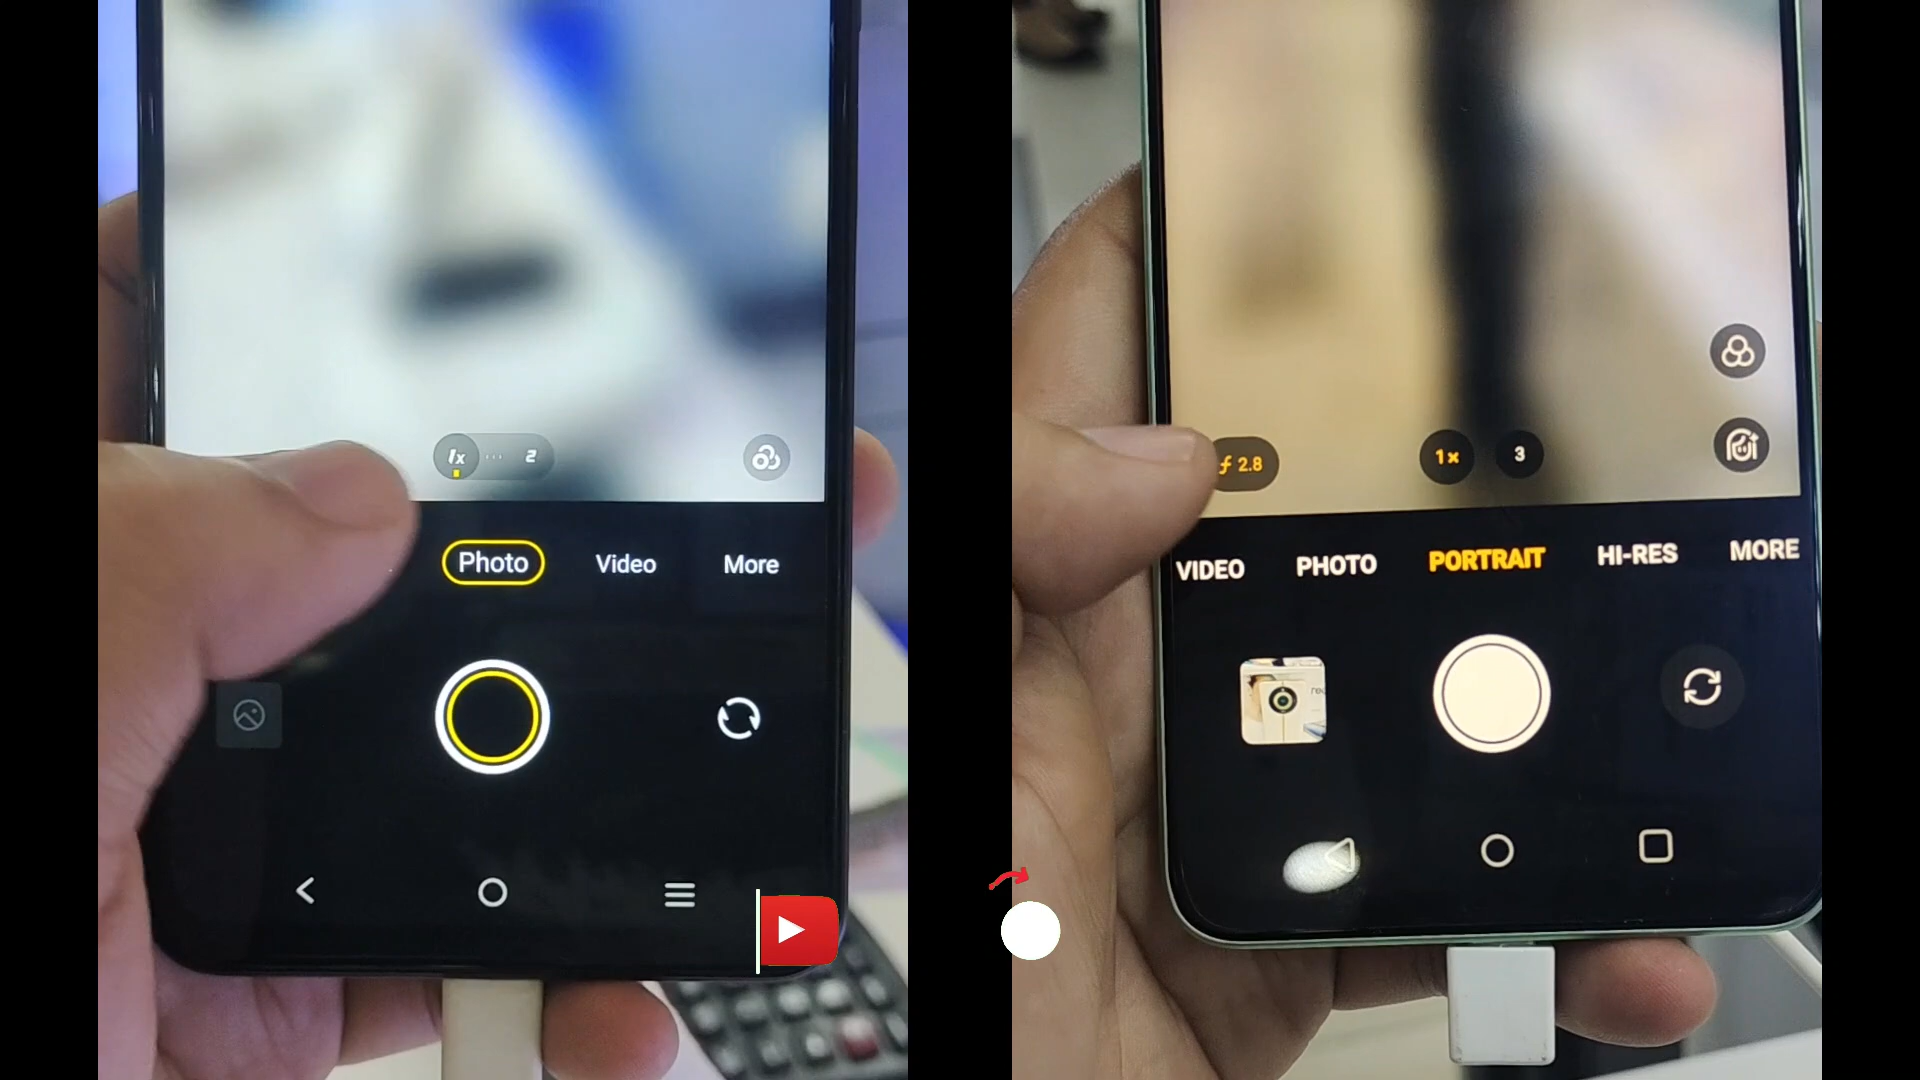 1x
2
Photo
Video
More
f 2.8
1x
3
VIDEO
PHOTO
PORTRAIT
HI-RES
MORE